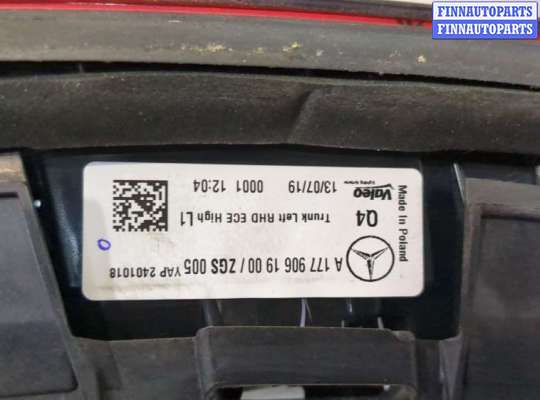 FINNAUTOPARTS
FINNAUTOPARTS
A 177 906 19 00 / ZGS 005 YAP 2401018
Q4 Trunk Left RHD ECE High L1
Made In Poland
Valeo 13/07/19 0001 12:04